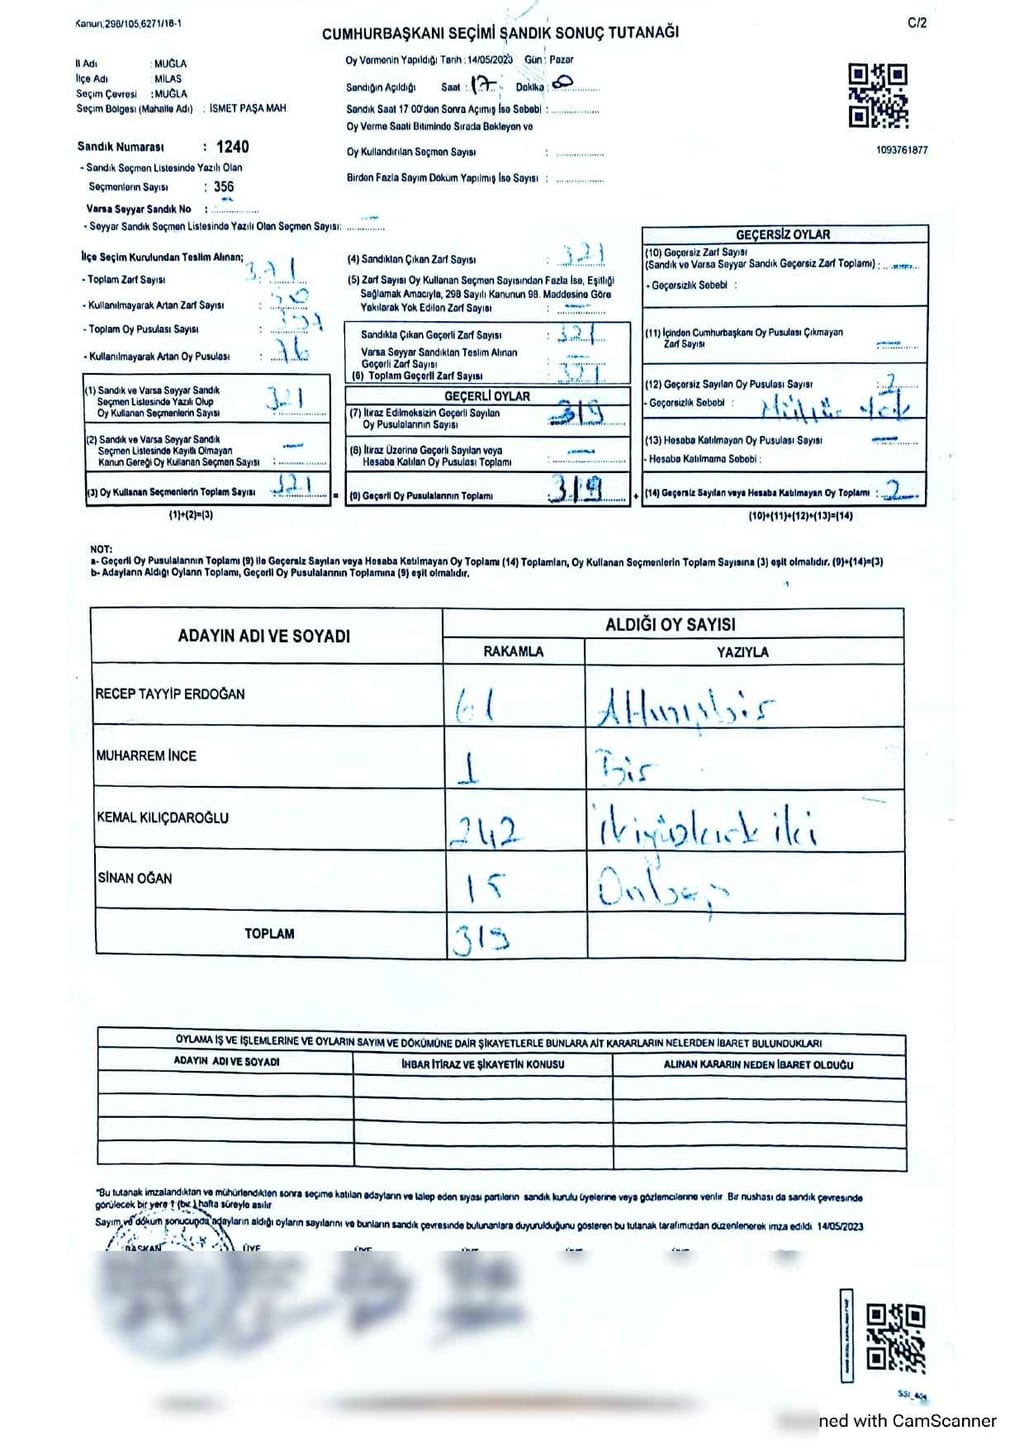 Kanun,298/105,6271/18-1
C/2
CUMHURBAŞKANI SEÇİMİ SANDIK SONUÇ TUTANAĞI
İl Adı : MUĞLA
İlçe Adı : MİLAS
Seçim Çevresi : MUĞLA
Seçim Bölgesi (Mahalle Adı) : İSMET PAŞA MAH.
Sandık Numarası : 1240
- Sandık Seçmen Listesinde Yazılı Olan
Seçmenlerin Sayısı : 356
Varsa Seyyar Sandık No : -
- Seyyar Sandık Seçmen Listesinde Yazılı Olan Seçmen Sayısı: -
Oy Vermenin Yapıldığı Tarih : 14/05/2023 Gün : Pazar
Sandığın Açıldığı Saat : 17 Dakika : 00
Sandık Saat 17 00'dan Sonra Açımış İse Sebebi :
Oy Verme Saati Bitiminde Sırada Bekleyen ve
Oy Kullandırılan Seçmen Sayısı :
Birden Fazla Sayım Döküm Yapılmış İse Sayısı :
1093761877
İlçe Seçim Kurulundan Teslim Alınan;
- Toplam Zarf Sayısı
- Kullanılmayarak Artan Zarf Sayısı :
- Toplam Oy Pusulası Sayısı :
- Kullanılmayarak Artan Oy Pusulası : 76
(1) Sandık ve Varsa Seyyar Sandık
Seçmen Listesinde Yazılı Olup
Oy Kullanan Seçmenlerin Sayısı : 321
(2) Sandık ve Varsa Seyyar Sandık
Seçmen Listesinde Kayıtlı Olmayan
Kanun Gereği Oy Kullanan Seçmen Sayısı : -
(3) Oy Kullanan Seçmenlerin Toplam Sayısı : 321
(1)+(2)=(3)
(4) Sandıktan Çıkan Zarf Sayısı : 321
(5) Zarf Sayısı Oy Kullanan Seçmen Sayısından Fazla İse, Eşitliği
Sağlamak Amacıyla, 298 Sayılı Kanunun 98. Maddesine Göre
Yakılarak Yok Edilen Zarf Sayısı : -
Sandıkta Çıkan Geçerli Zarf Sayısı : 321
Varsa Seyyar Sandıktan Teslim Alınan
Geçerli Zarf Sayısı : -
(6) Toplam Geçerli Zarf Sayısı : 321
GEÇERLİ OYLAR
(7) İtiraz Edilmeksizin Geçerli Sayılan
Oy Pusulalarının Sayısı : 319
(8) İtiraz Üzerine Geçerli Sayılan veya
Hesaba Katılan Oy Pusulası Toplamı : -
= (9) Geçerli Oy Pusulalarının Toplamı : 319
GEÇERSİZ OYLAR
(10) Geçersiz Zarf Sayısı
(Sandık ve Varsa Seyyar Sandık Geçersiz Zarf Toplamı) : -
- Geçersizlik Sebebi :
(11) İçinden Cumhurbaşkanı Oy Pusulası Çıkmayan
Zarf Sayısı -
(12) Geçersiz Sayılan Oy Pusulası Sayısı : 2
- Geçersizlik Sebebi : Mühür Yok
(13) Hesaba Katılmayan Oy Pusulası Sayısı -
- Hesaba Katılmama Sebebi :
+ (14) Geçersiz Sayılan veya Hesaba Katılmayan Oy Toplamı : 2
(10)+(11)+(12)+(13)=(14)
NOT:
a- Geçerli Oy Pusulalarının Toplamı (9) ile Geçersiz Sayılan veya Hesaba Katılmayan Oy Toplamı (14) Toplamları, Oy Kullanan Seçmenlerin Toplam Sayısına (3) eşit olmalıdır. (9)+(14)=(3)
b- Adayların Aldığı Oyların Toplamı, Geçerli Oy Pusulalarının Toplamına (9) eşit olmalıdır.
ADAYIN ADI VE SOYADI
ALDIĞI OY SAYISI
RAKAMLA YAZIYLA
RECEP TAYYİP ERDOĞAN 61 Altmışbir
MUHARREM İNCE 1 Bir
KEMAL KILIÇDAROĞLU 242 İkiyüzkırk iki
SİNAN OĞAN 15 Onbeş
TOPLAM 319
OYLAMA İŞ VE İŞLEMLERİNE VE OYLARIN SAYIM VE DÖKÜMÜNE DAİR ŞİKAYETLERLE BUNLARA AİT KARARLARIN NELERDEN İBARET BULUNDUKLARI
ADAYIN ADI VE SOYADI İHBAR İTİRAZ VE ŞİKAYETİN KONUSU ALINAN KARARIN NEDEN İBARET OLDUĞU
*Bu tutanak imzalandıktan ve mühürlendikten sonra seçime katılan adayların ve talep eden siyasi partilerin sandık kurulu üyelerine veya gözlemcilerine verilir. Bir nushası da sandık çevresinde
görülecek bir yere 1 (bir) hafta süreyle asılır
Sayım ve döküm sonucunda adayların aldığı oyların sayılarını ve bunların sandık çevresinde bulunanlara duyurulduğunu gösteren bu tutanak tarafımızdan düzenlenerek imza edildi 14/05/2023
BAŞKAN ÜYE
ned with CamScanner